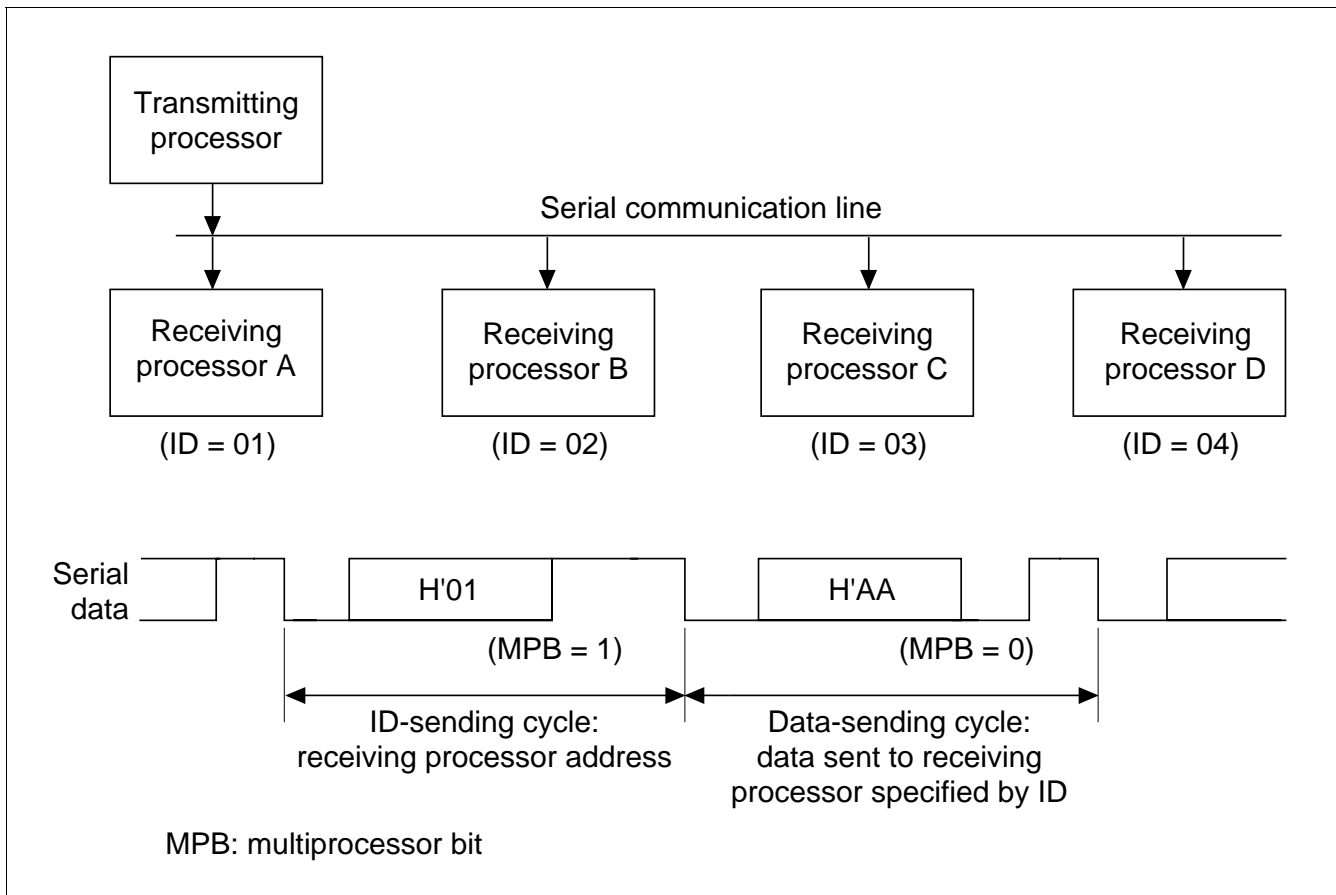 Transmitting
processor
Serial communication line
Receiving
processor A
Receiving
processor B
Receiving
processor C
Receiving
processor D
(ID = 01)
(ID = 02)
(ID = 03)
(ID = 04)
Serial
data
H'01
H'AA
(MPB = 1)
(MPB = 0)
ID-sending cycle:
receiving processor address
Data-sending cycle:
data sent to receiving
processor specified by ID
MPB: multiprocessor bit